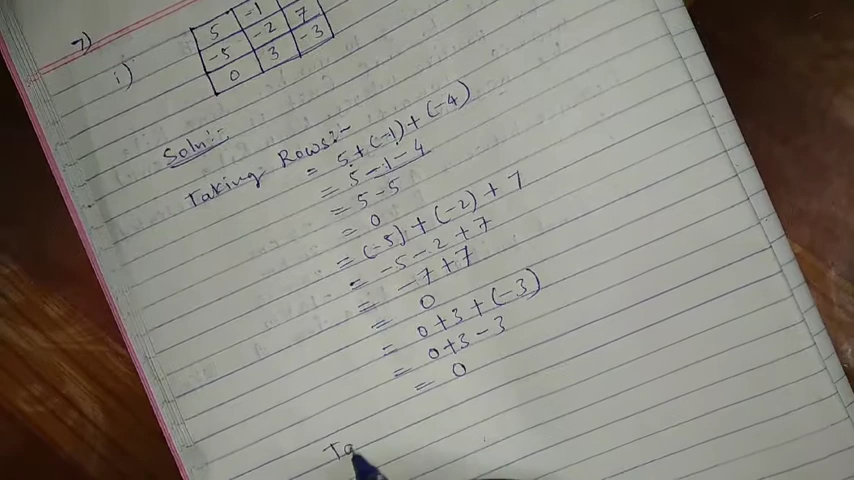 7)
i)
5 -1
-5 -2 7
0 3 -3
Soln:-
Taking Rows:-
= 5+(-1)+(-4)
= 5-1-4
= 5-5
= 0
= (-5)+(-2)+7
= -5-2+7
= -7+7
= 0
= 0+3+(-3)
= 0+3-3
= 0
Ta